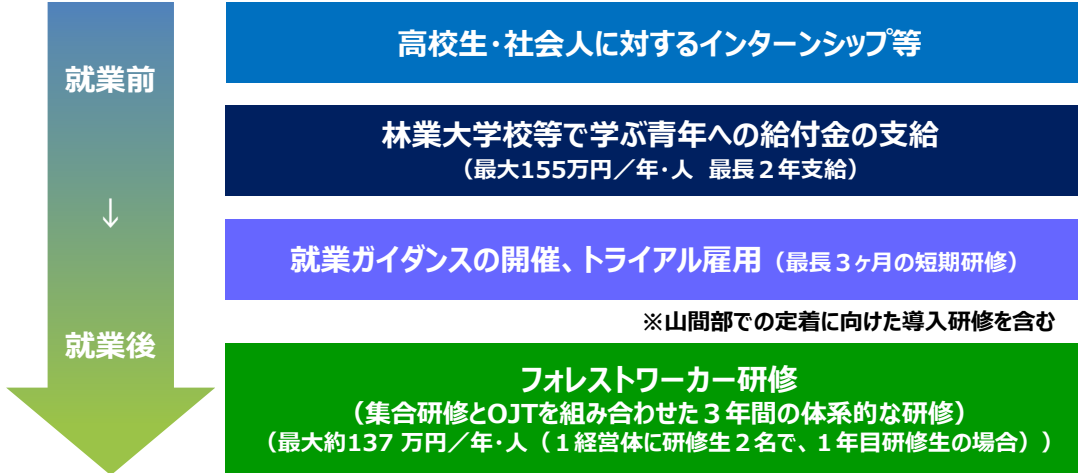 就業前
↓
就業後
高校生・社会人に対するインターンシップ等
林業大学校等で学ぶ青年への給付金の支給
（最大155万円／年・人 最長２年支給）
就業ガイダンスの開催、トライアル雇用（最長３ヶ月の短期研修）
※山間部での定着に向けた導入研修を含む
フォレストワーカー研修
（集合研修とOJTを組み合わせた３年間の体系的な研修）
（最大約137 万円／年・人（１経営体に研修生２名で、１年目研修生の場合））